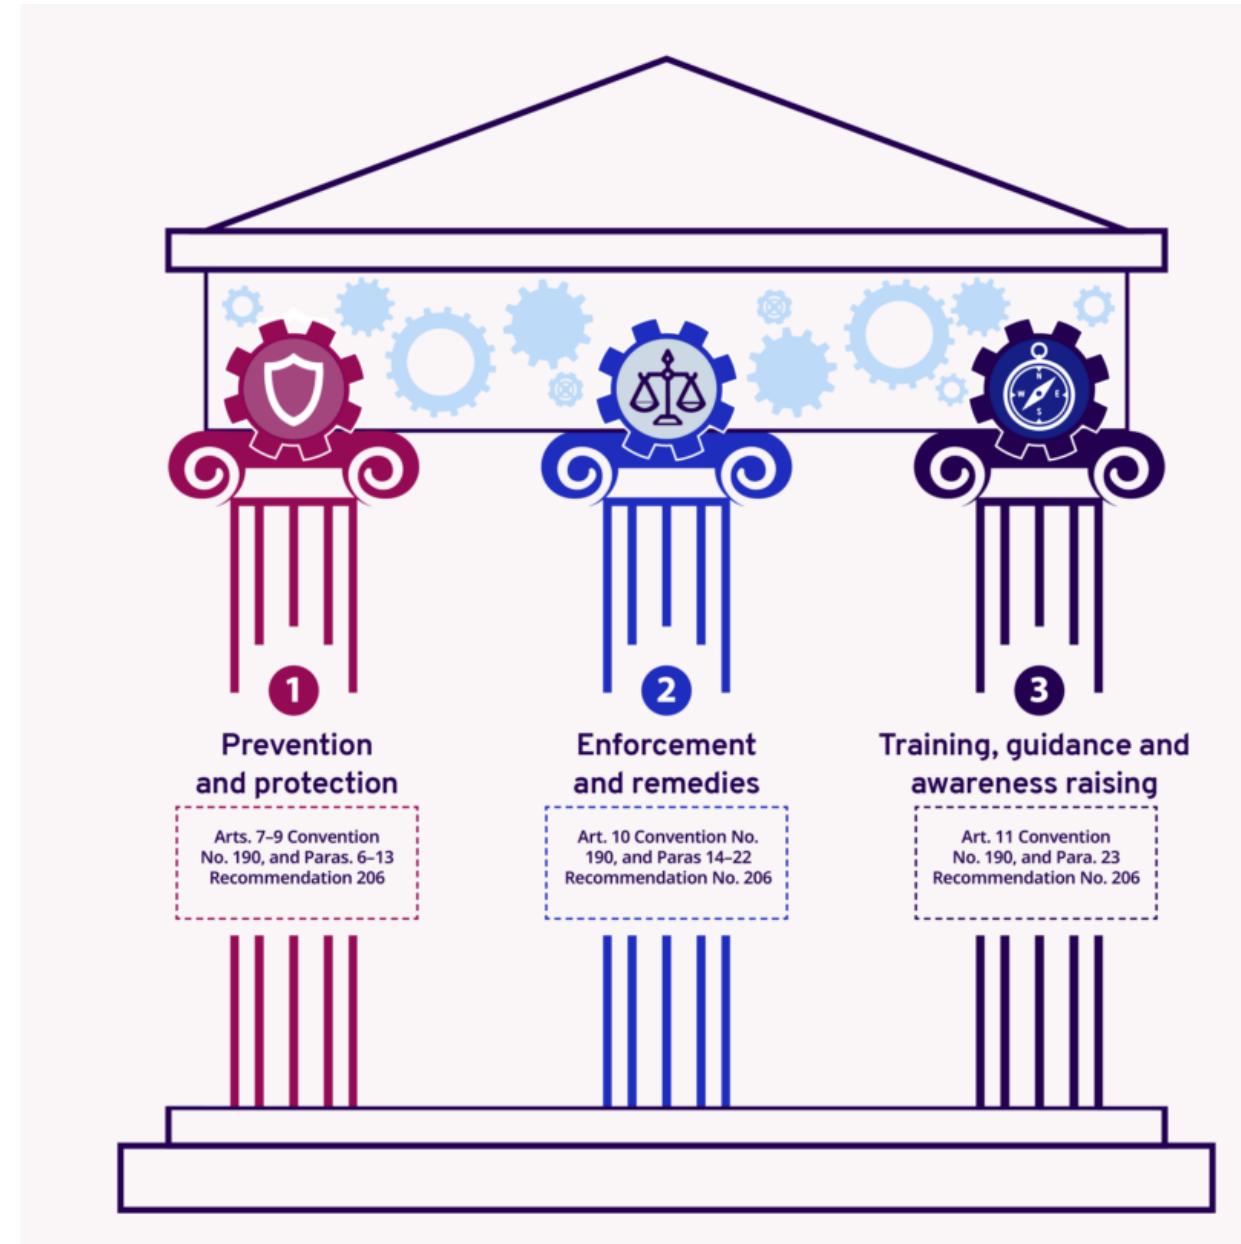 N
W
E
S
1
Prevention
and protection
Arts. 7–9 Convention
No. 190, and Paras. 6–13
Recommendation 206
2
Enforcement
and remedies
Art. 10 Convention No.
190, and Paras 14–22
Recommendation No. 206
3
Training, guidance and
awareness raising
Art. 11 Convention
No. 190, and Para. 23
Recommendation No. 206